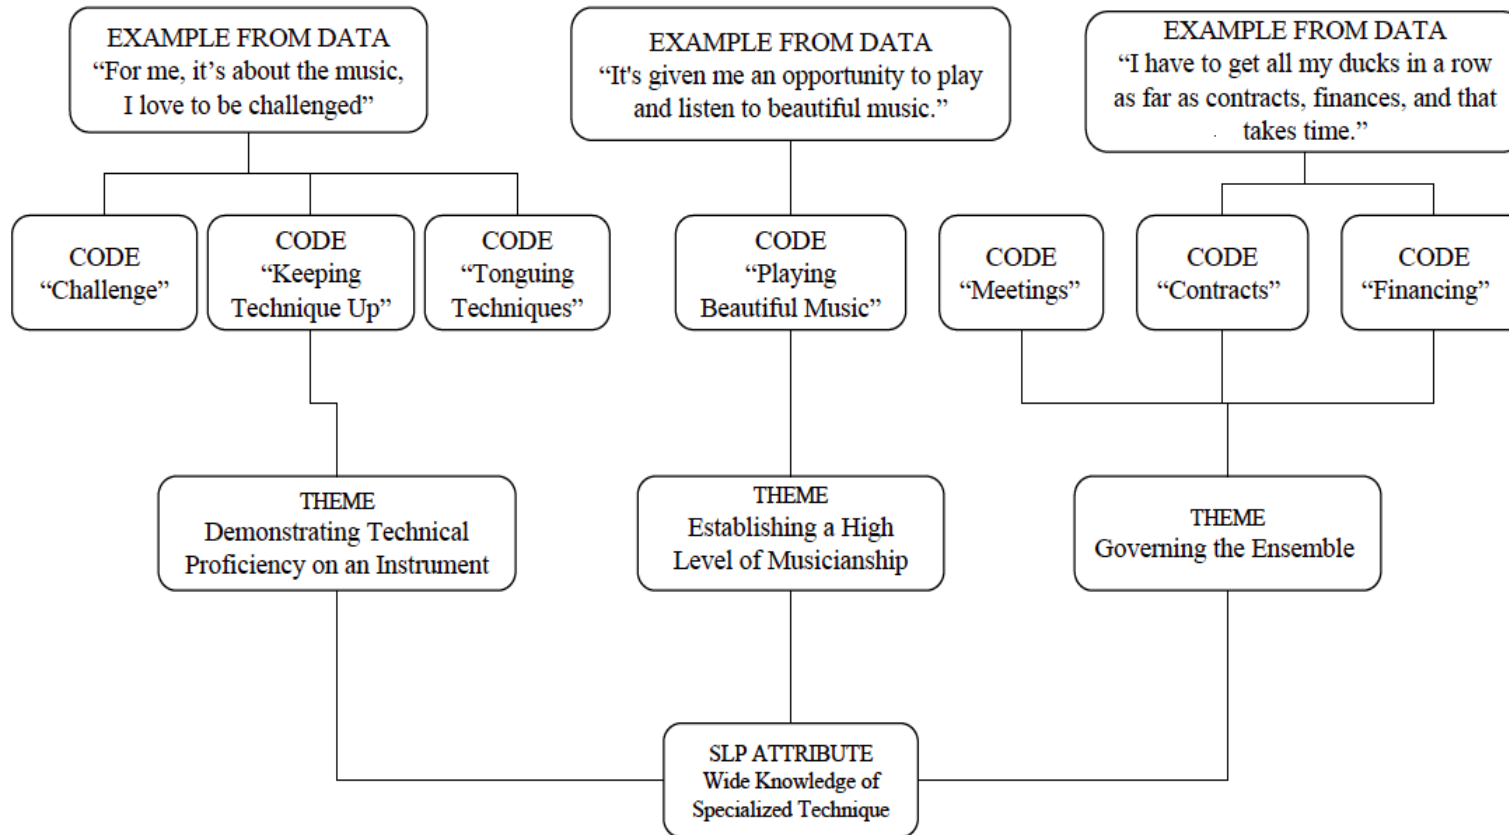 EXAMPLE FROM DATA
“For me, it’s about the music,
I love to be challenged”
EXAMPLE FROM DATA
“It's given me an opportunity to play
and listen to beautiful music.”
EXAMPLE FROM DATA
“I have to get all my ducks in a row
as far as contracts, finances, and that
takes time.”
CODE
“Challenge”
CODE
“Keeping
Technique Up”
CODE
“Tonguing
Techniques”
CODE
“Playing
Beautiful Music”
CODE
“Meetings”
CODE
“Contracts”
CODE
“Financing”
THEME
Demonstrating Technical
Proficiency on an Instrument
THEME
Establishing a High
Level of Musicianship
THEME
Governing the Ensemble
SLP ATTRIBUTE
Wide Knowledge of
Specialized Technique